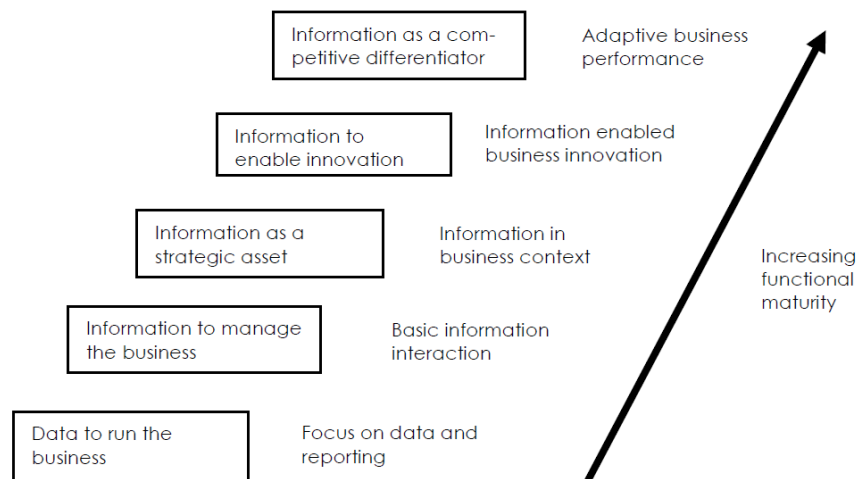 Information as a com-
petitive differentiator
Adaptive business
performance
Information to
enable innovation
Information enabled
business innovation
Information as a
strategic asset
Information in
business context
Increasing
functional
maturity
Information to manage
the business
Basic information
interaction
Data to run the
business
Focus on data and
reporting